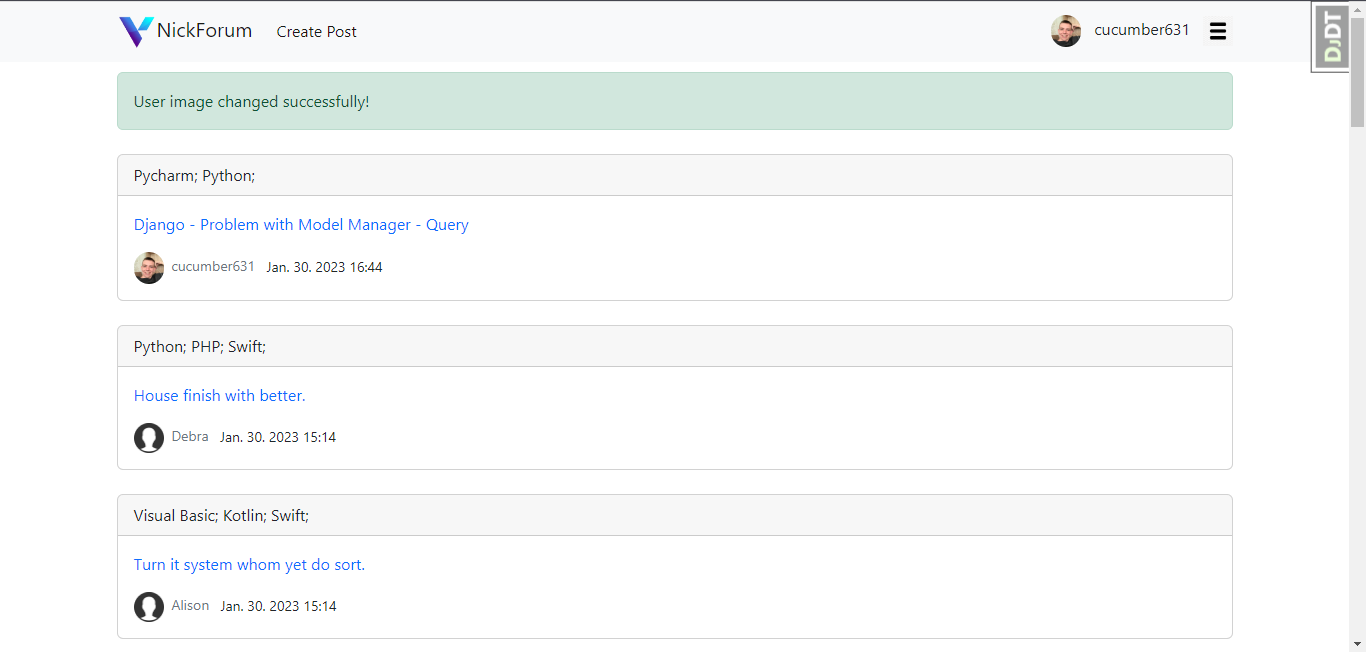 NickForum Create Post cucumber631
DJDT
User image changed successfully!
Pycharm; Python;
Django - Problem with Model Manager - Query
cucumber631 Jan. 30. 2023 16:44
Python; PHP; Swift;
House finish with better.
Debra Jan. 30. 2023 15:14
Visual Basic; Kotlin; Swift;
Turn it system whom yet do sort.
Alison Jan. 30. 2023 15:14